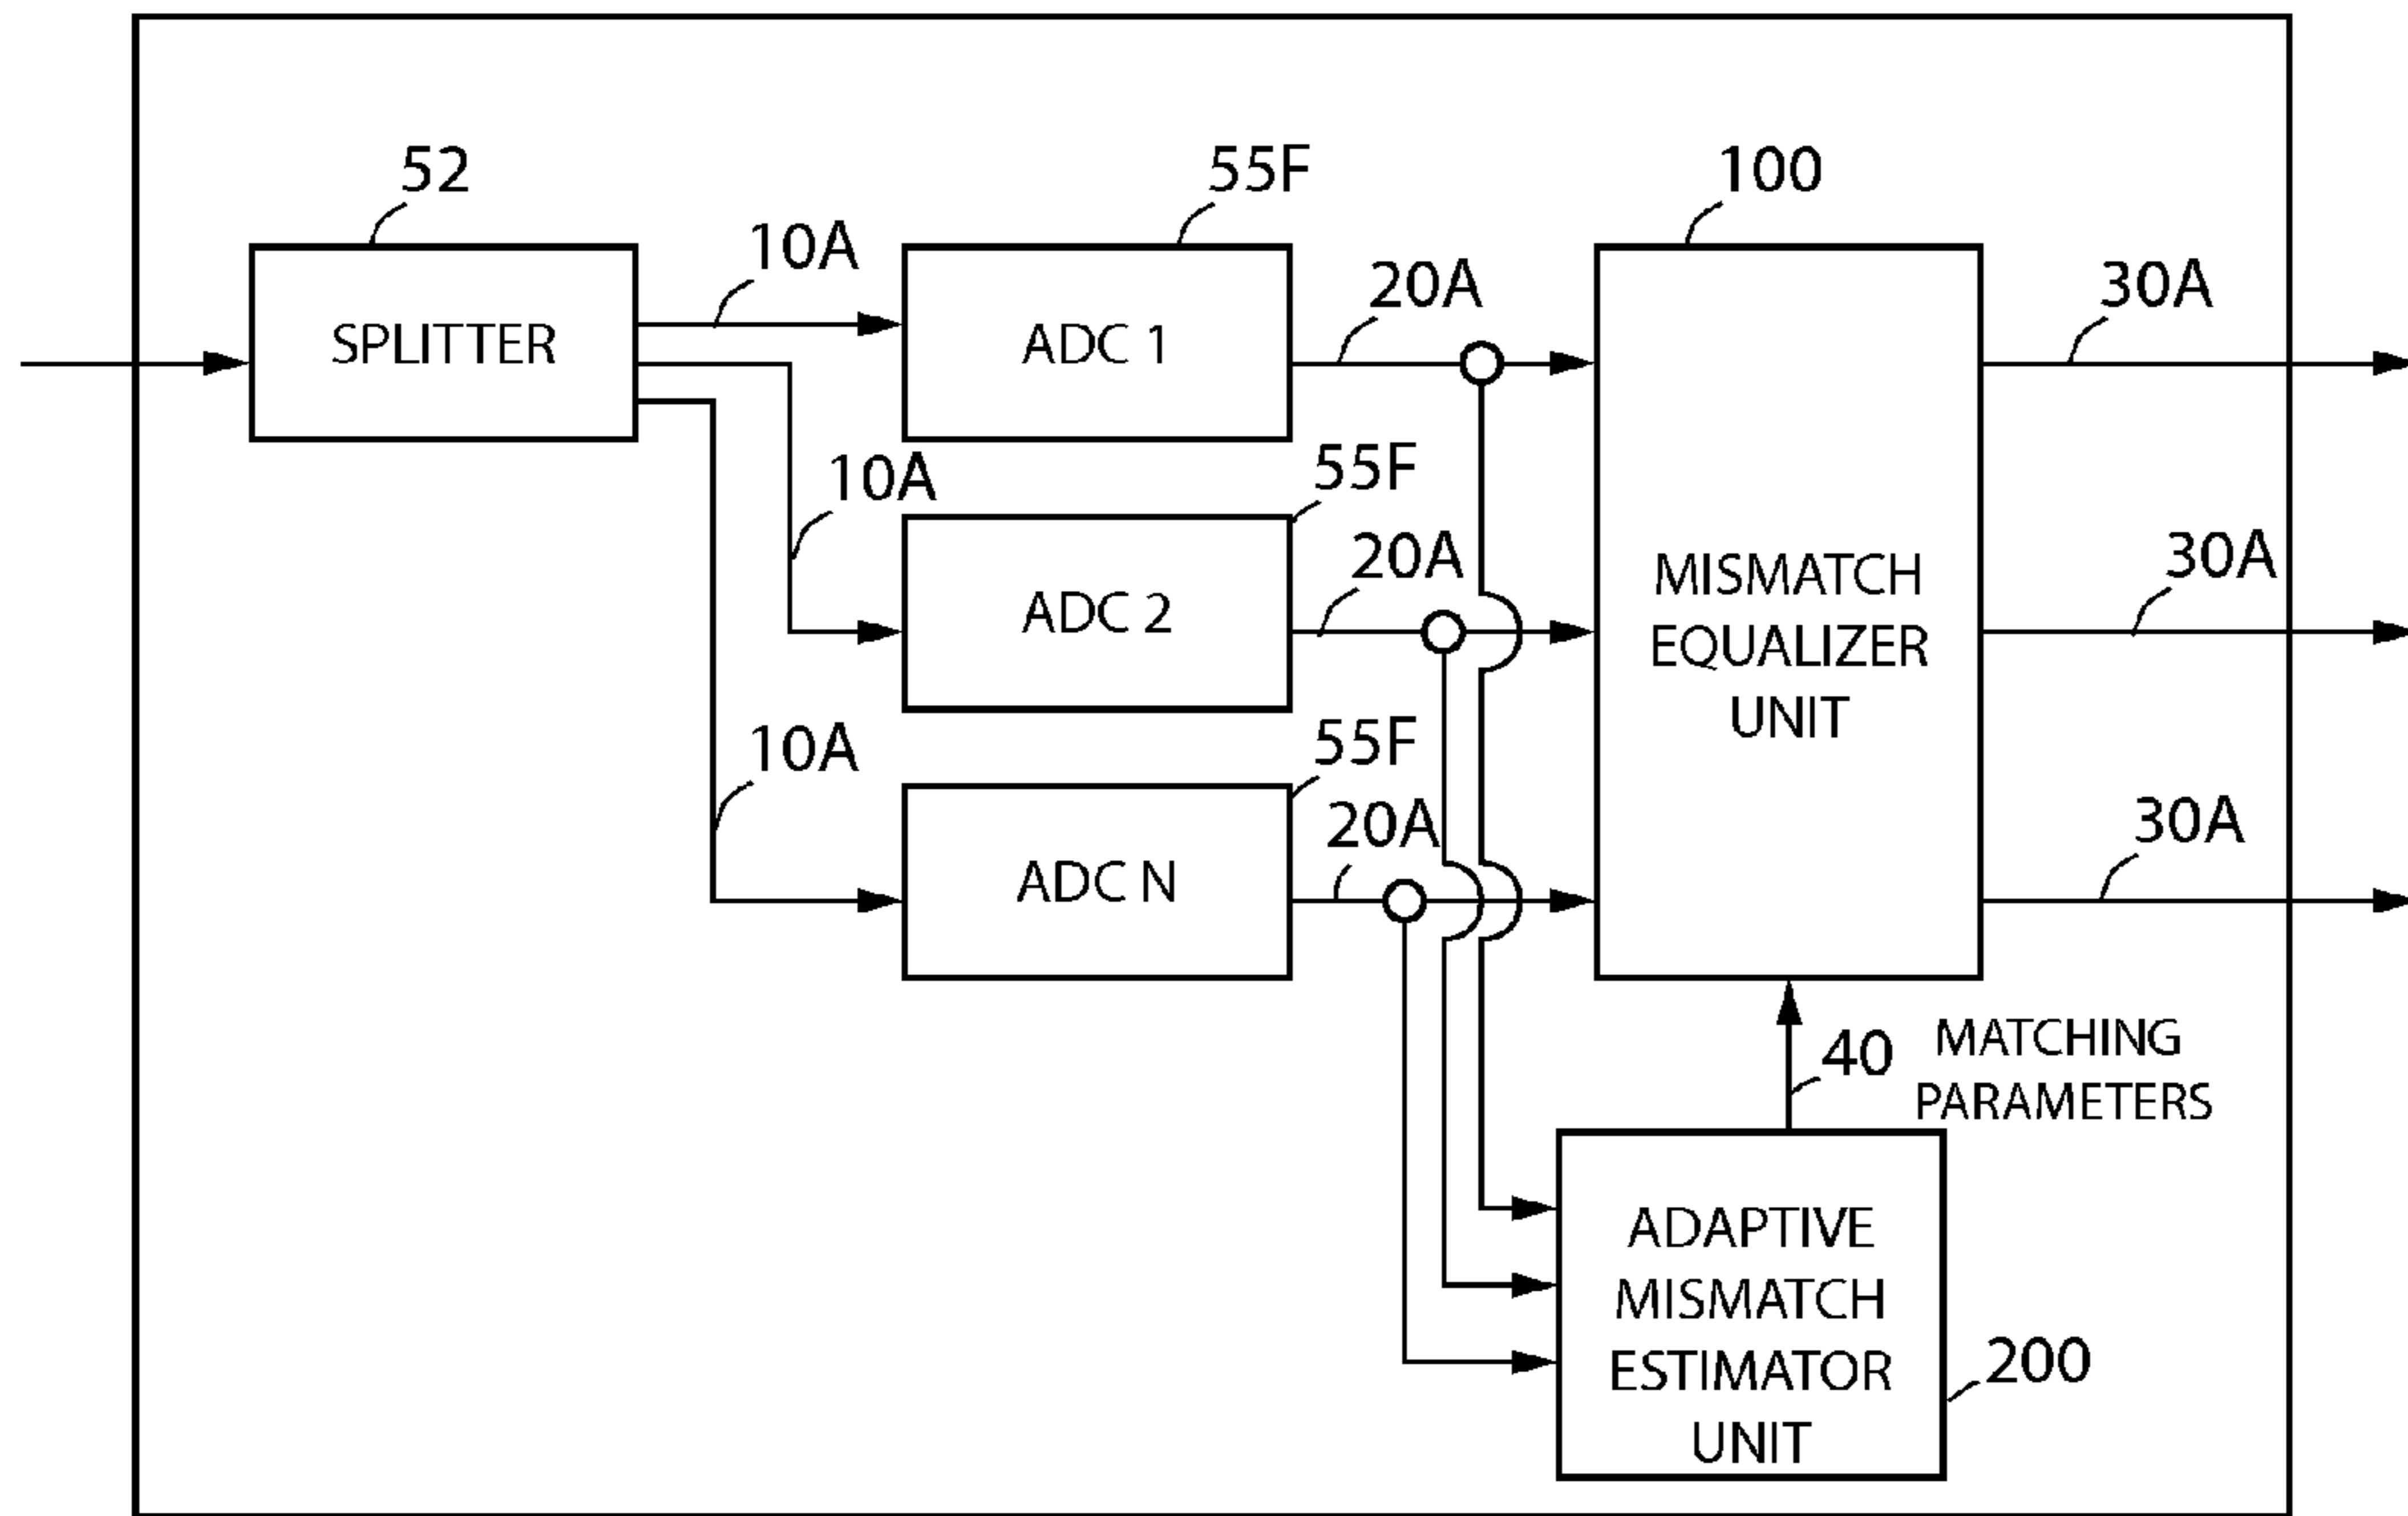 52
55F
100
10A
20A
30A
SPLITTER
ADC 1
10A
55F
20A
30A
ADC 2
MISMATCH
EQUALIZER
UNIT
10A
55F
20A
30A
ADC N
40
MATCHING
PARAMETERS
ADAPTIVE
MISMATCH
ESTIMATOR
UNIT
200